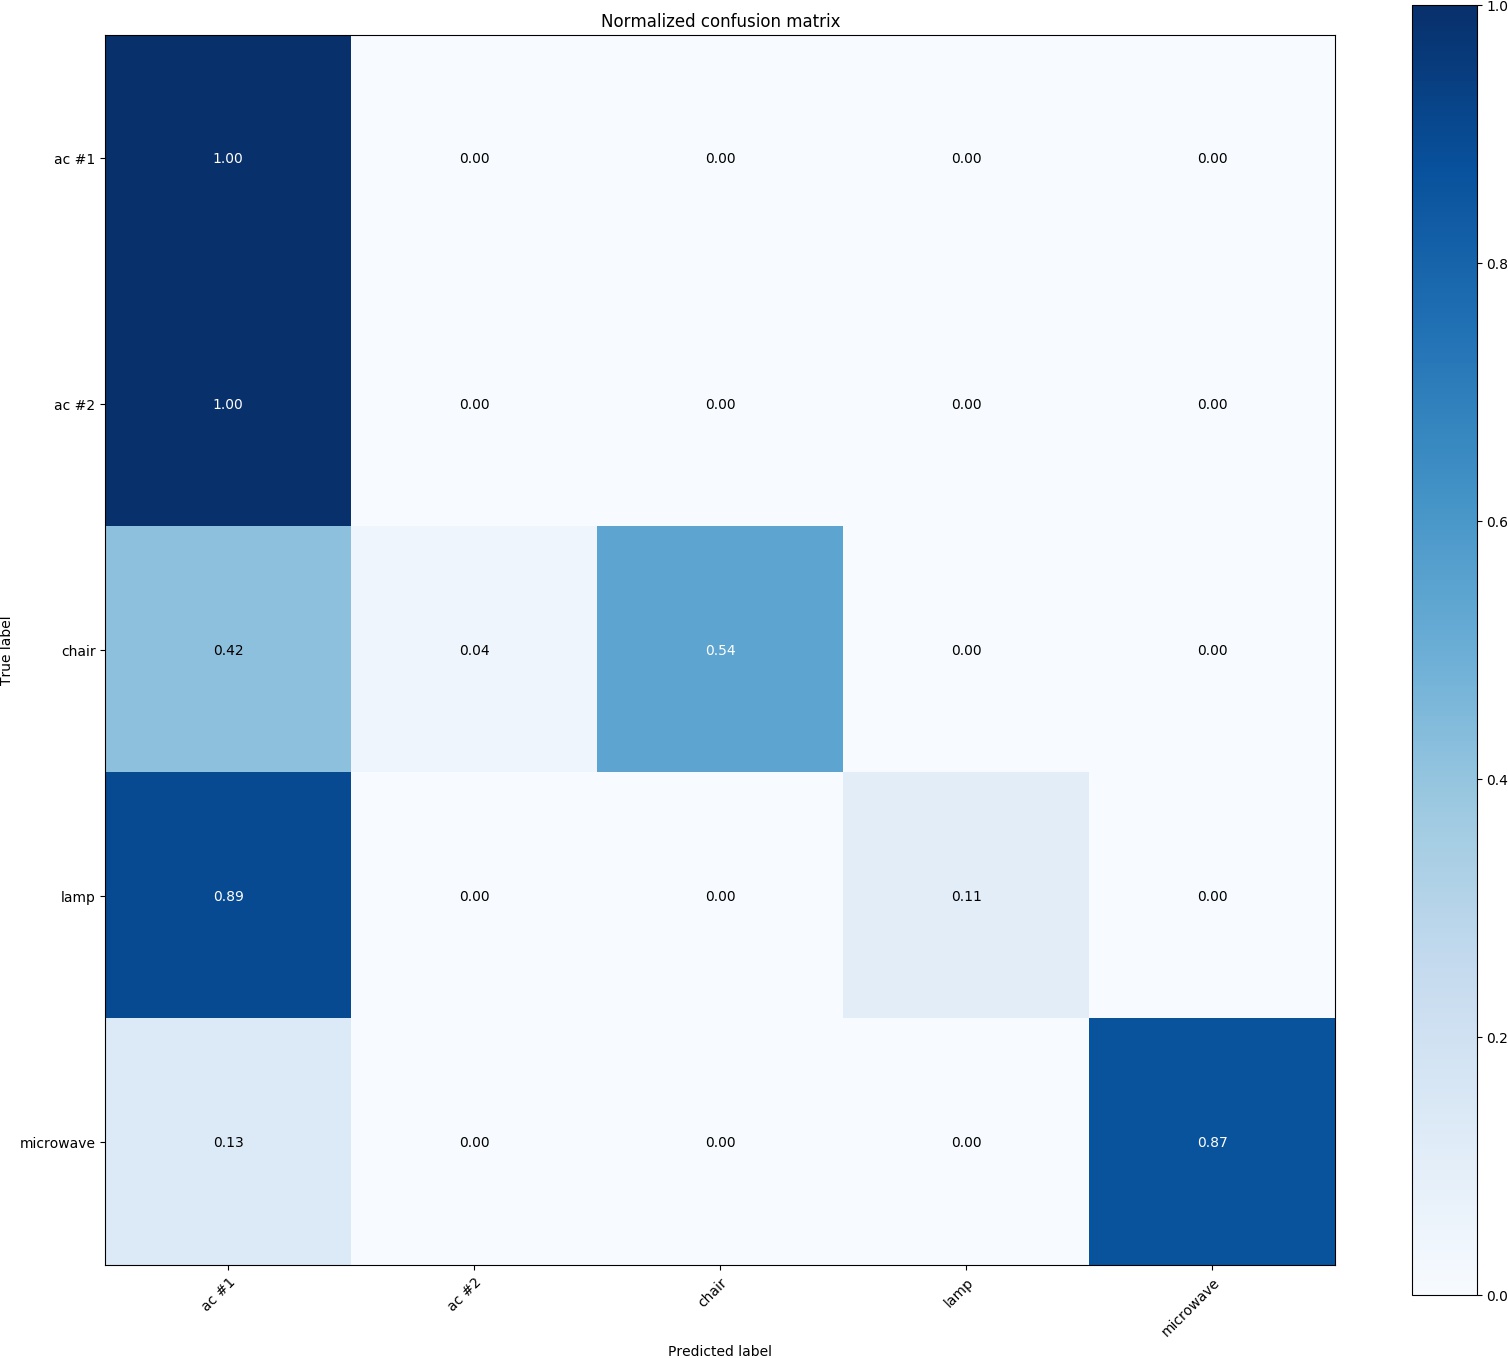 Normalized confusion matrix
1.0
ac #1 1.00 0.00 0.00 0.00 0.00
0.8
ac #2 1.00 0.00 0.00 0.00 0.00
0.6
True label
chair 0.42 0.04 0.54 0.00 0.00
0.4
lamp 0.89 0.00 0.00 0.11 0.00
0.2
microwave 0.13 0.00 0.00 0.00 0.87
0.0
ac #1 ac #2 chair lamp microwave
Predicted label